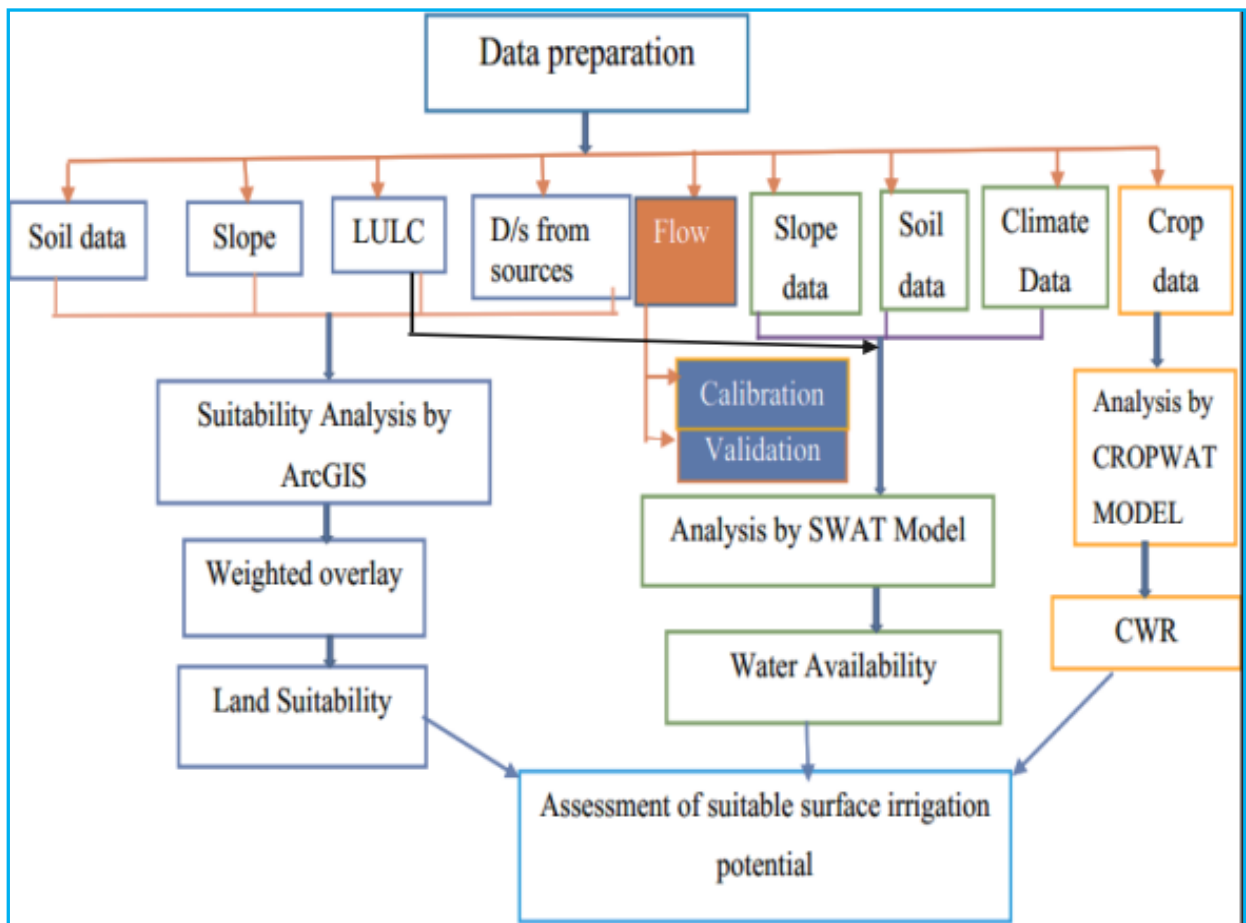 Data preparation
Soil data
Slope
LULC
D/s from
sources
Flow
Slope
data
Soil
data
Climate
Data
Crop
data
Suitability Analysis by
ArcGIS
Calibration
Validation
Analysis by SWAT Model
Analysis by
CROPWAT
MODEL
Weighted overlay
Water Availability
CWR
Land Suitability
Assessment of suitable surface irrigation
potential